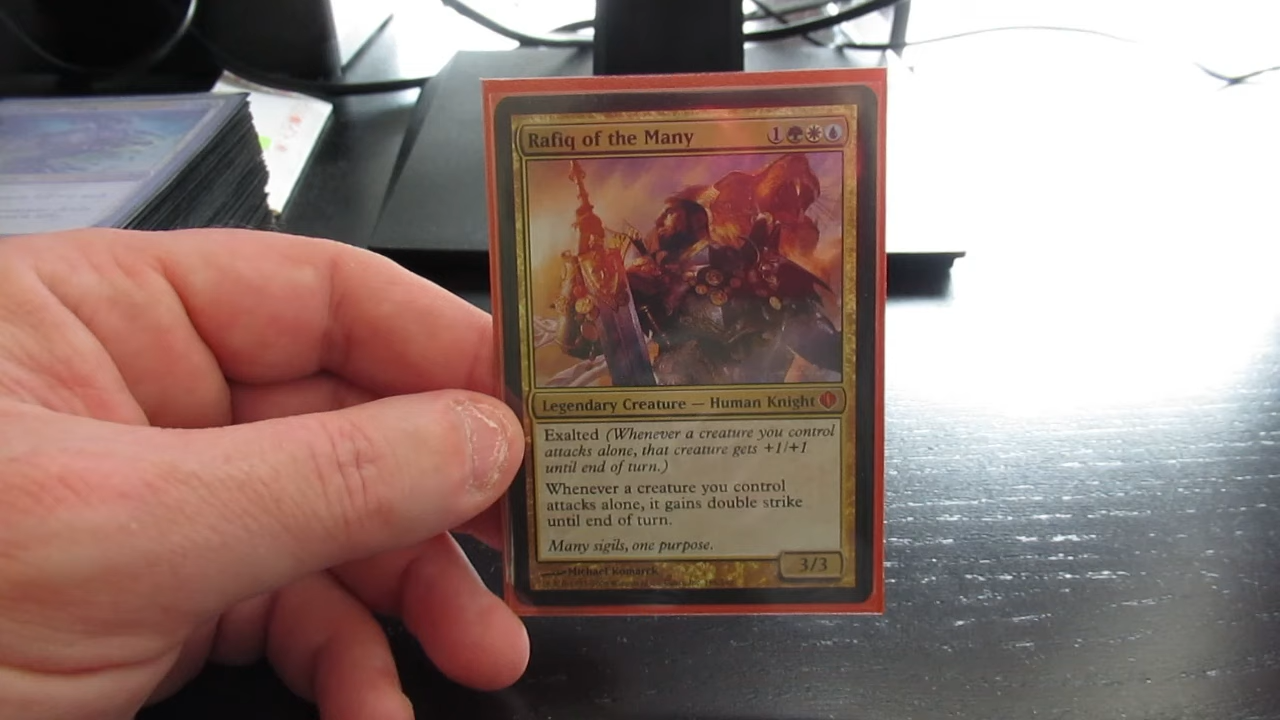 Rafiq of the Many 1
Legendary Creature — Human Knight
Exalted (Whenever a creature you control
attacks alone, that creature gets +1/+1
until end of turn.)
Whenever a creature you control
attacks alone, it gains double strike
until end of turn.
Many sigils, one purpose.
3/3
Michael Komarck